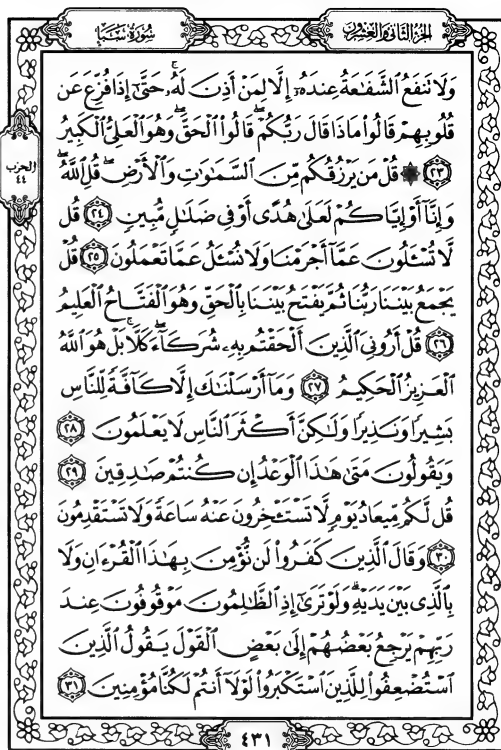 الجزء الثاني والعشرون
سورة سبإ
وَلَا تَنفَعُ الشَّفَاعَةُ عِندَهُ إِلَّا لِمَنْ أَذِنَ لَهُ حَتَّىٰ إِذَا فُزِّعَ عَن
قُلُوبِهِمْ قَالُوا مَاذَا قَالَ رَبُّكُمْ قَالُوا الْحَقَّ وَهُوَ الْعَلِيُّ الْكَبِيرُ
الحزب
٤٤
٢٣ ۞ قُلْ مَن يَرْزُقُكُم مِّنَ السَّمَٰوَٰتِ وَالْأَرْضِ قُلِ اللَّهُ
وَإِنَّا أَوْ إِيَّاكُمْ لَعَلَىٰ هُدًى أَوْ فِي ضَلَٰلٍ مُّبِينٍ ٢٤ قُل
لَّا تُسْـَٔلُونَ عَمَّا أَجْرَمْنَا وَلَا نُسْـَٔلُ عَمَّا تَعْمَلُونَ ٢٥ قُلْ
يَجْمَعُ بَيْنَنَا رَبُّنَا ثُمَّ يَفْتَحُ بَيْنَنَا بِالْحَقِّ وَهُوَ الْفَتَّاحُ الْعَلِيمُ
٢٦ قُلْ أَرُونِيَ الَّذِينَ أَلْحَقْتُم بِهِ شُرَكَاءَ كَلَّا بَلْ هُوَ اللَّهُ
الْعَزِيزُ الْحَكِيمُ ٢٧ وَمَا أَرْسَلْنَٰكَ إِلَّا كَافَّةً لِّلنَّاسِ
بَشِيرًا وَنَذِيرًا وَلَٰكِنَّ أَكْثَرَ النَّاسِ لَا يَعْلَمُونَ ٢٨
وَيَقُولُونَ مَتَىٰ هَٰذَا الْوَعْدُ إِن كُنتُمْ صَٰدِقِينَ ٢٩
قُل لَّكُم مِّيعَادُ يَوْمٍ لَّا تَسْتَـْٔخِرُونَ عَنْهُ سَاعَةً وَلَا تَسْتَقْدِمُونَ
٣٠ وَقَالَ الَّذِينَ كَفَرُوا لَن نُّؤْمِنَ بِهَٰذَا الْقُرْءَانِ وَلَا
بِالَّذِي بَيْنَ يَدَيْهِ وَلَوْ تَرَىٰ إِذِ الظَّٰلِمُونَ مَوْقُوفُونَ عِندَ
رَبِّهِمْ يَرْجِعُ بَعْضُهُمْ إِلَىٰ بَعْضٍ الْقَوْلَ يَقُولُ الَّذِينَ
اسْتُضْعِفُوا لِلَّذِينَ اسْتَكْبَرُوا لَوْلَا أَنتُمْ لَكُنَّا مُؤْمِنِينَ ٣١
٤٣١